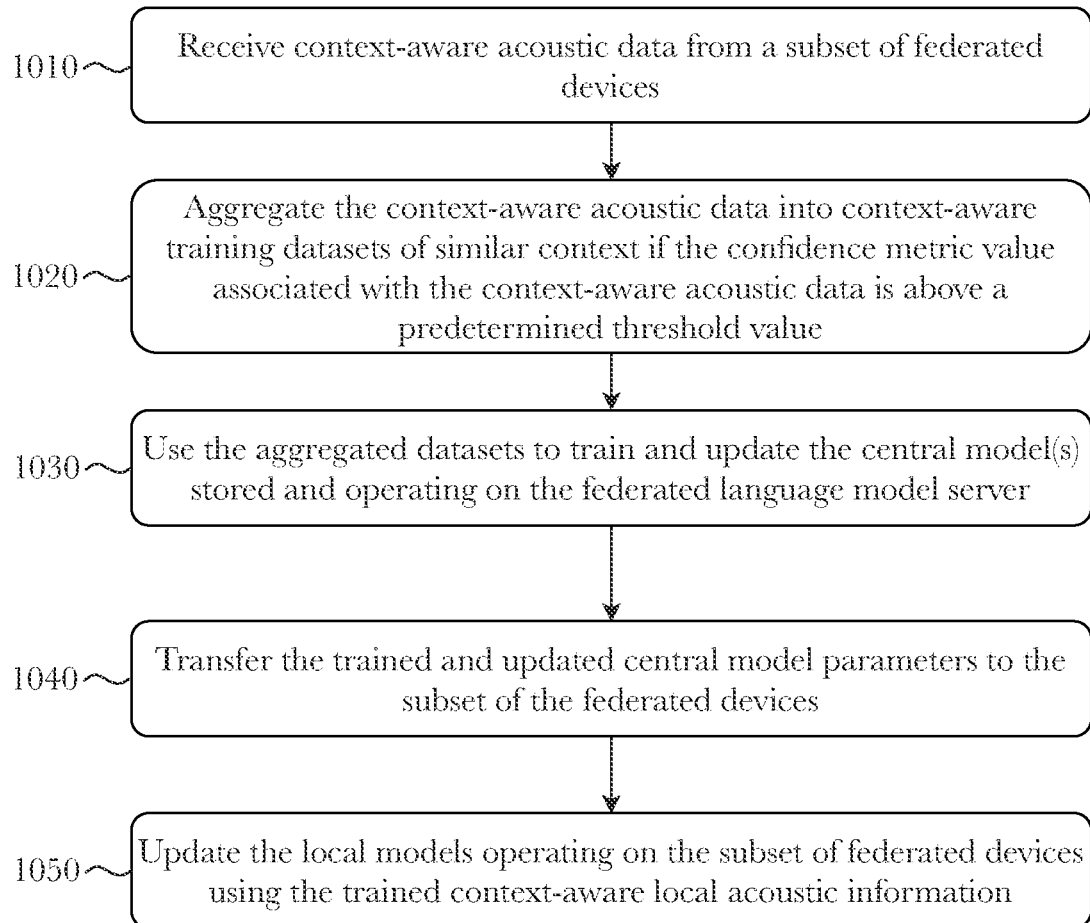 1010
Receive context-aware acoustic data from a subset of federated
devices
Aggregate the context-aware acoustic data into context-aware
training datasets of similar context if the confidence metric value
1020
associated with the context-aware acoustic data is above a
predetermined threshold value
1030
Use the aggregated datasets to train and update the central model(s)
stored and operating on the federated language model server
1040
Transfer the trained and updated central model parameters to the
subset of the federated devices
1050
Update the local models operating on the subset of federated devices
using the trained context-aware local acoustic information